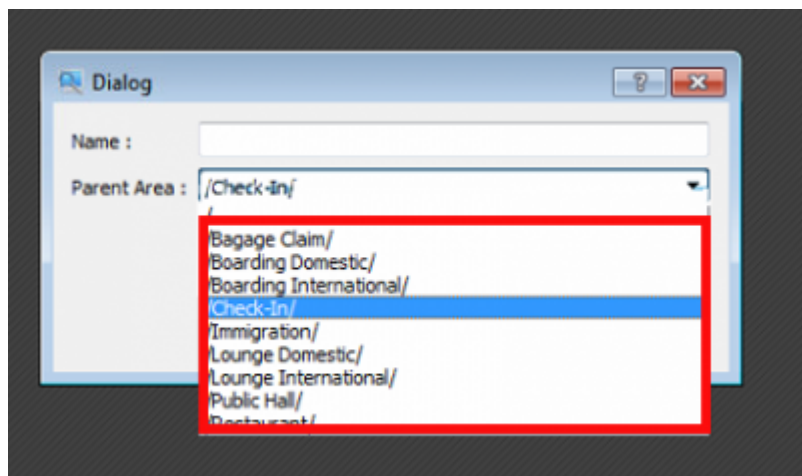 Dialog
Name :
Parent Area : /Check-In/
/
/Bagage Claim/
/Boarding Domestic/
/Boarding International/
/Check-In/
/Immigration/
/Lounge Domestic/
/Lounge International/
/Public Hall/
/Restaurant/